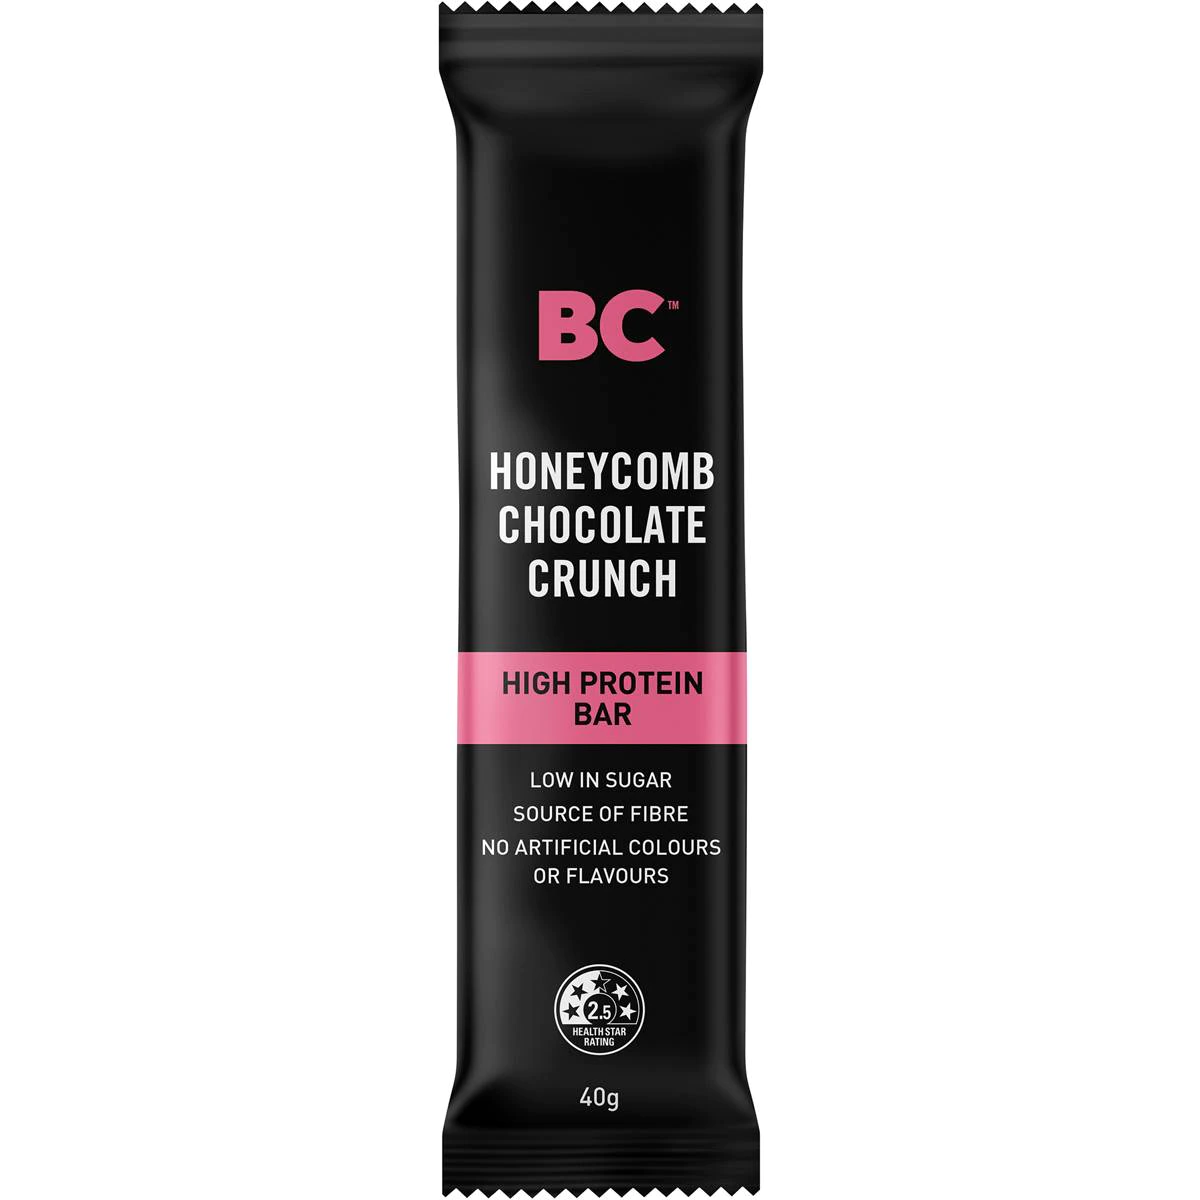 BC™
HONEYCOMB
CHOCOLATE
CRUNCH
HIGH PROTEIN
BAR
LOW IN SUGAR
SOURCE OF FIBRE
NO ARTIFICIAL COLOURS
OR FLAVOURS
2.5
HEALTH STAR
RATING
40g